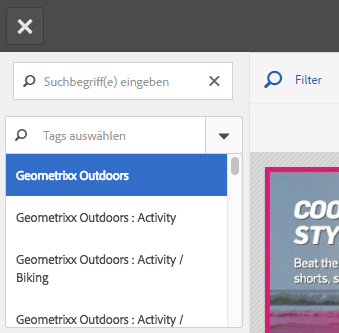 Suchbegriff(e) eingeben
Filter
Tags auswählen
Geometrixx Outdoors
Geometrixx Outdoors : Activity
Geometrixx Outdoors : Activity /
Biking
Geometrixx Outdoors : Activity /
COO
STY
Beat the
shorts, s